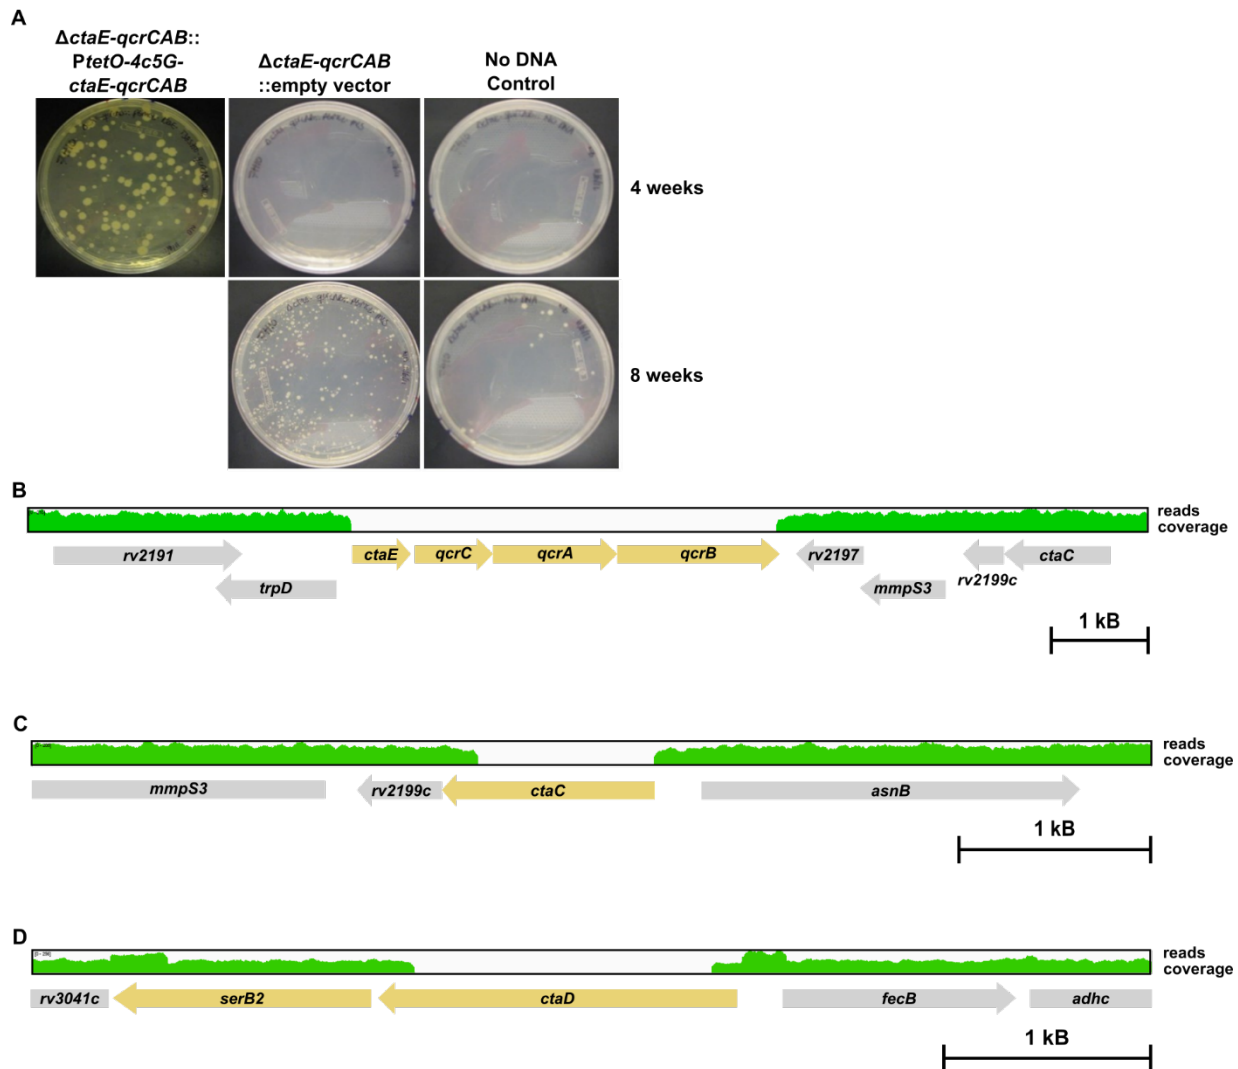 A
ΔctaE-qcrCAB::
PtetO-4c5G-
ctaE-qcrCAB
ΔctaE-qcrCAB
::empty vector
No DNA
Control
4 weeks
8 weeks
B
reads
coverage
rv2191
ctaE
qcrC
qcrA
qcrB
rv2197
ctaC
trpD
mmpS3
rv2199c
1 kB
C
reads
coverage
mmpS3
rv2199c
ctaC
asnB
1 kB
D
reads
coverage
rv3041c
serB2
ctaD
fecB
adhc
1 kB